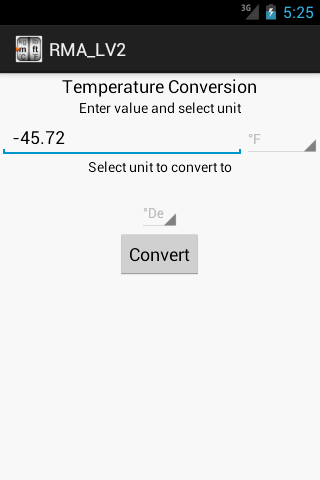 3G 5:25
RMA_LV2
Temperature Conversion
Enter value and select unit
-45.72 °F
Select unit to convert to
°De
Convert